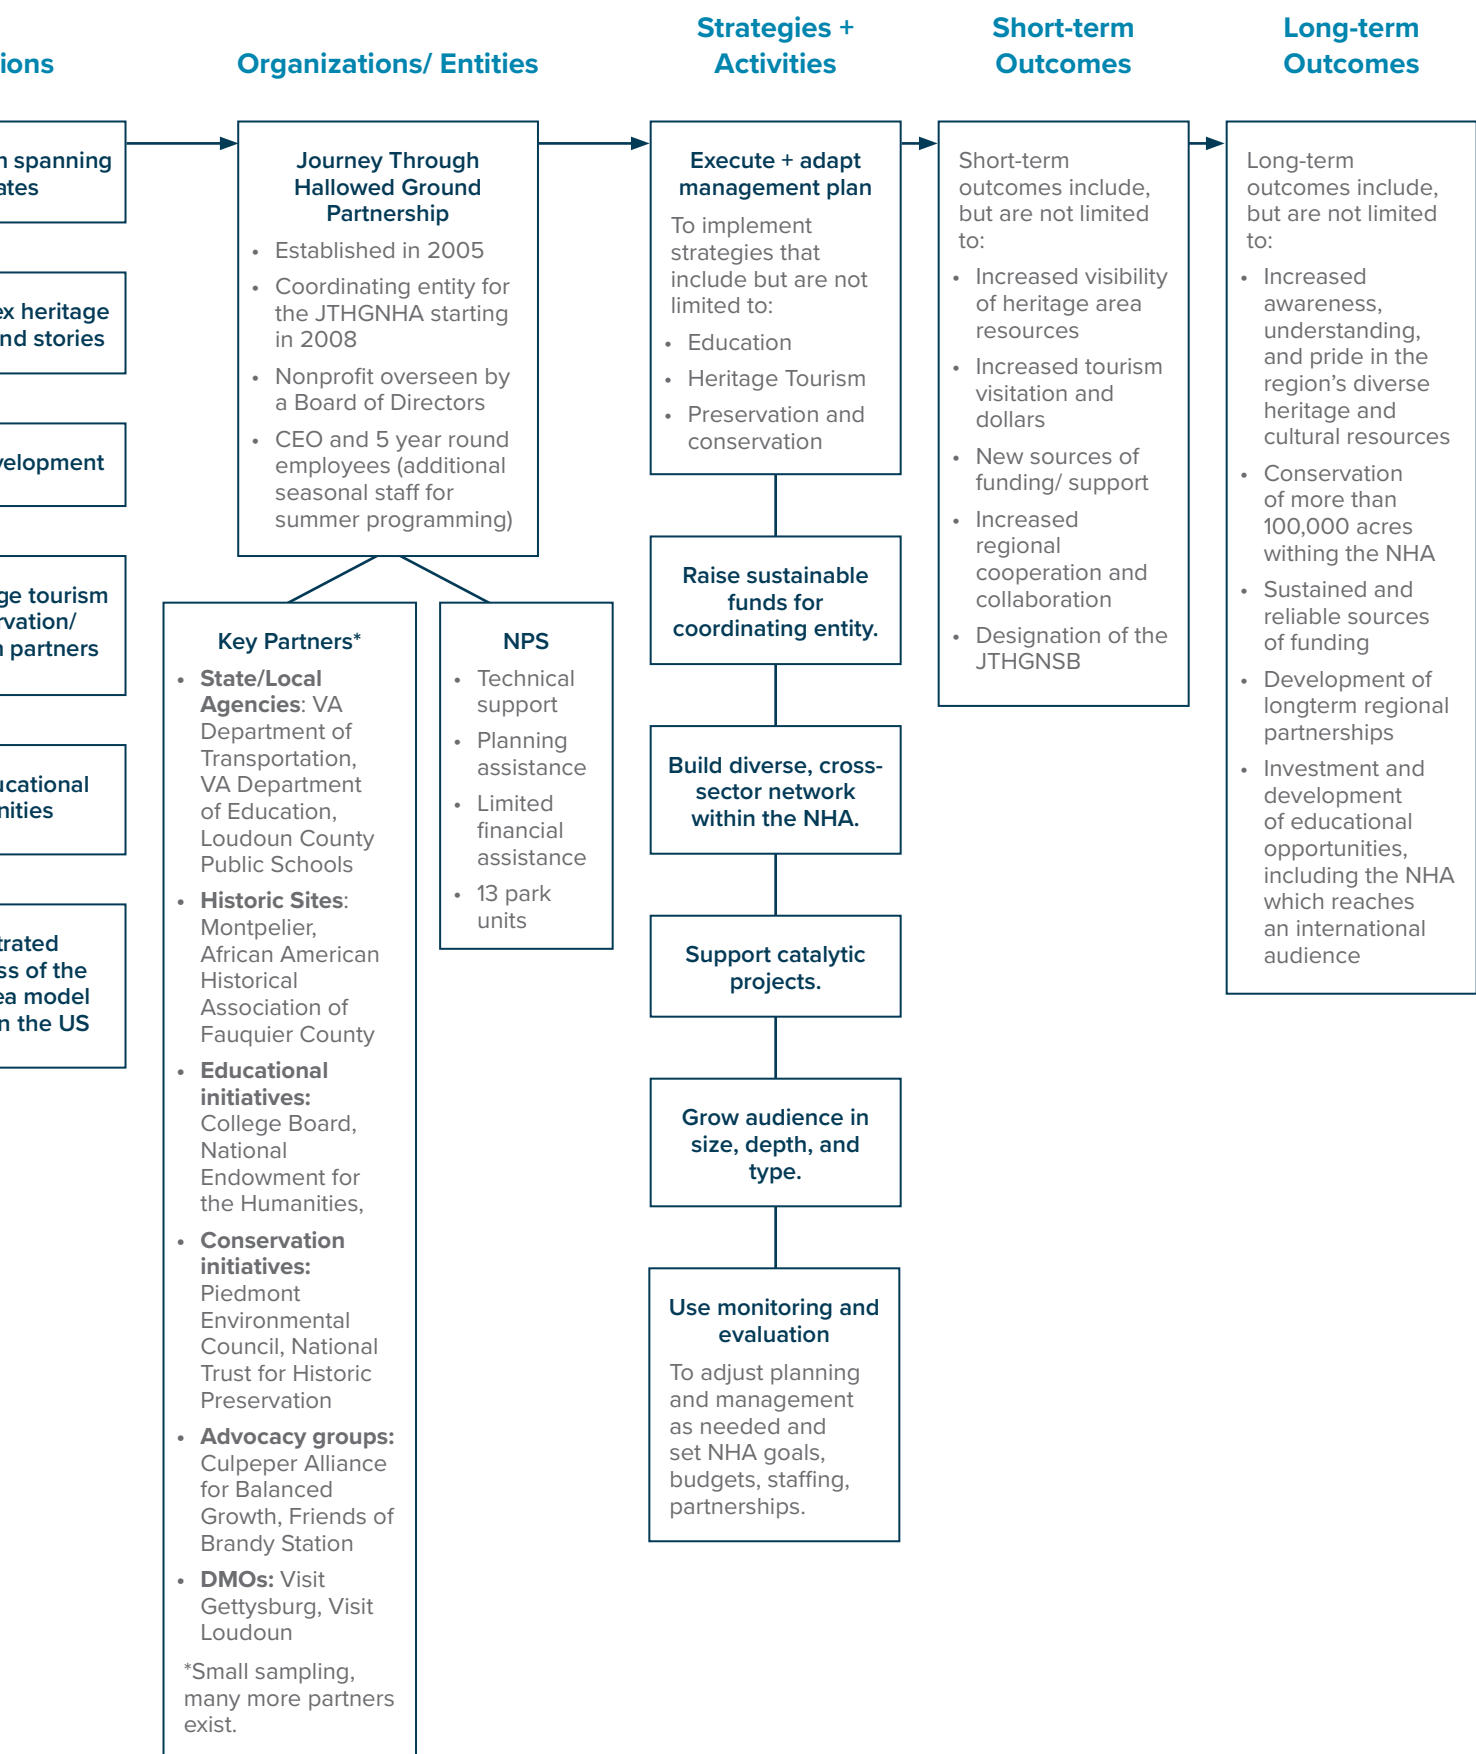 ions
n spanning
ates
ex heritage
nd stories
velopment
ge tourism
rvation/
n partners
ucational
nities
trated
ss of the
ea model
n the US
Organizations/ Entities
Journey Through
Hallowed Ground
Partnership
• Established in 2005
• Coordinating entity for
the JTHGNHA starting
in 2008
• Nonprofit overseen by
a Board of Directors
• CEO and 5 year round
employees (additional
seasonal staff for
summer programming)
Key Partners*
• State/Local
Agencies: VA
Department of
Transportation,
VA Department
of Education,
Loudoun County
Public Schools
• Historic Sites:
Montpelier,
African American
Historical
Association of
Fauquier County
• Educational
initiatives:
College Board,
National
Endowment for
the Humanities,
• Conservation
initiatives:
Piedmont
Environmental
Council, National
Trust for Historic
Preservation
• Advocacy groups:
Culpeper Alliance
for Balanced
Growth, Friends of
Brandy Station
• DMOs: Visit
Gettysburg, Visit
Loudoun
*Small sampling,
many more partners
exist.
NPS
• Technical
support
• Planning
assistance
• Limited
financial
assistance
• 13 park
units
Strategies +
Activities
Execute + adapt
management plan
To implement
strategies that
include but are not
limited to:
• Education
• Heritage Tourism
• Preservation and
conservation
Raise sustainable
funds for
coordinating entity.
Build diverse, cross-
sector network
within the NHA.
Support catalytic
projects.
Grow audience in
size, depth, and
type.
Use monitoring and
evaluation
To adjust planning
and management
as needed and
set NHA goals,
budgets, staffing,
partnerships.
Short-term
Outcomes
Short-term
outcomes include,
but are not limited
to:
• Increased visibility
of heritage area
resources
• Increased tourism
visitation and
dollars
• New sources of
funding/ support
• Increased
regional
cooperation and
collaboration
• Designation of the
JTHGNSB
Long-term
Outcomes
Long-term
outcomes include,
but are not limited
to:
• Increased
awareness,
understanding,
and pride in the
region’s diverse
heritage and
cultural resources
• Conservation
of more than
100,000 acres
withing the NHA
• Sustained and
reliable sources
of funding
• Development of
longterm regional
partnerships
• Investment and
development
of educational
opportunities,
including the NHA
which reaches
an international
audience